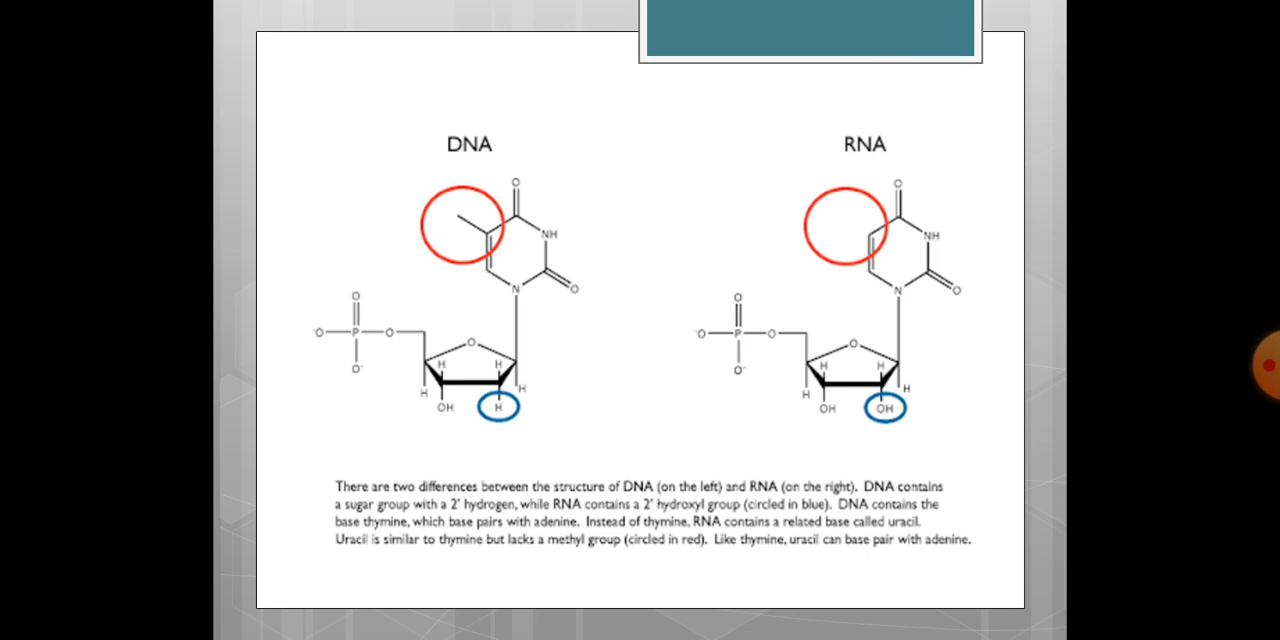 DNA
RNA
O
NH
N
O
O
⁻O P O
O⁻
O
H H
H H
OH H
O
NH
N
O
O
⁻O P O
O⁻
O
H H
H H
OH OH
There are two differences between the structure of DNA (on the left) and RNA (on the right). DNA contains
a sugar group with a 2' hydrogen, while RNA contains a 2' hydroxyl group (circled in blue). DNA contains the
base thymine, which base pairs with adenine. Instead of thymine, RNA contains a related base called uracil.
Uracil is similar to thymine but lacks a methyl group (circled in red). Like thymine, uracil can base pair with adenine.